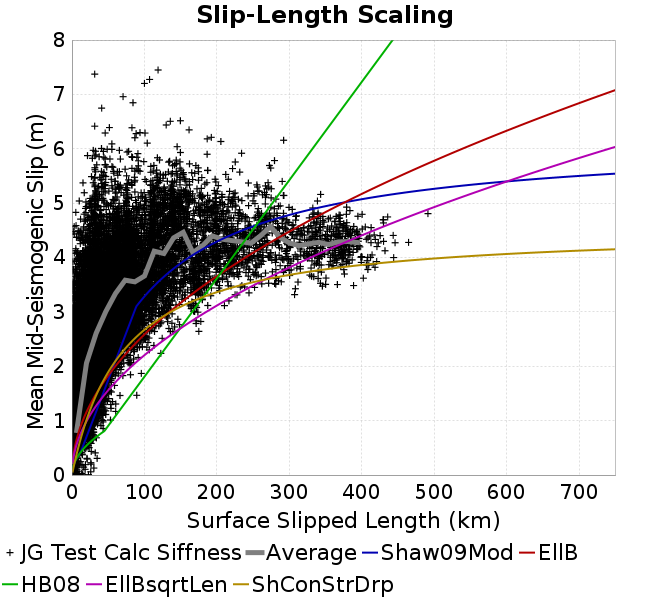 Slip-Length Scaling
8
7
6
5
4
3
2
1
0
Mean Mid-Seismogenic Slip (m)
0 100 200 300 400 500 600 700
Surface Slipped Length (km)
JG Test Calc Siffness Average Shaw09Mod EllB
HB08 EllBsqrtLen ShConStrDrp